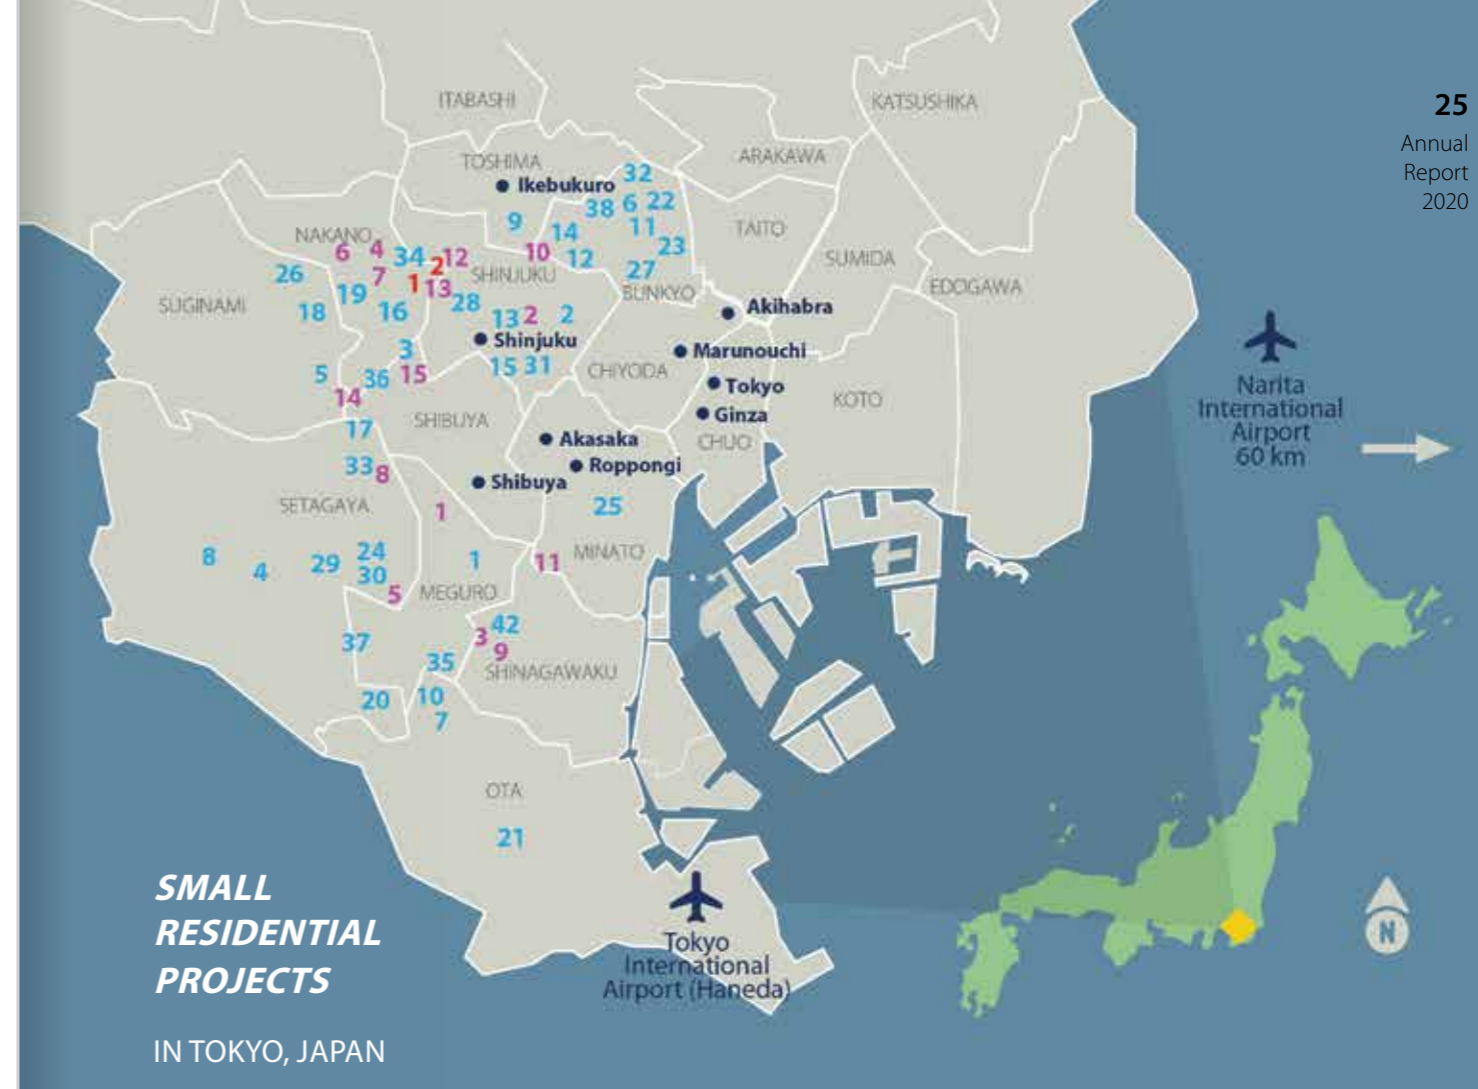 25
Annual
Report
2020
ITABASHI
KATSUSHIKA
TOSHIMA
ARAKAWA
Ikebukuro
32
38 6 22
9
14
11
TAITO
NAKANO
6 4 34 12
10
12
23
2
SHINJUKU
27
SUMIDA
26
7
1
13
BUNKYO
EDOGAWA
SUGINAMI
19
18
16
28
13 2 2
Akihabra
Shinjuku
3
Marunouchi
5
36
15
15 31
CHIYODA
Tokyo
14
KOTO
Ginza
17
SHIBUYA
Akasaka
CHUO
33
8
Roppongi
Shibuya
SETAGAYA
1
25
8
4
29
24
30
1
11
MINATO
5
MEGURO
37
3
42
9
35
SHINAGAWAKU
20
10
7
OTA
21
Narita
International
Airport
60 km
Tokyo
International
Airport (Haneda)
N
SMALL
RESIDENTIAL
PROJECTS
IN TOKYO, JAPAN